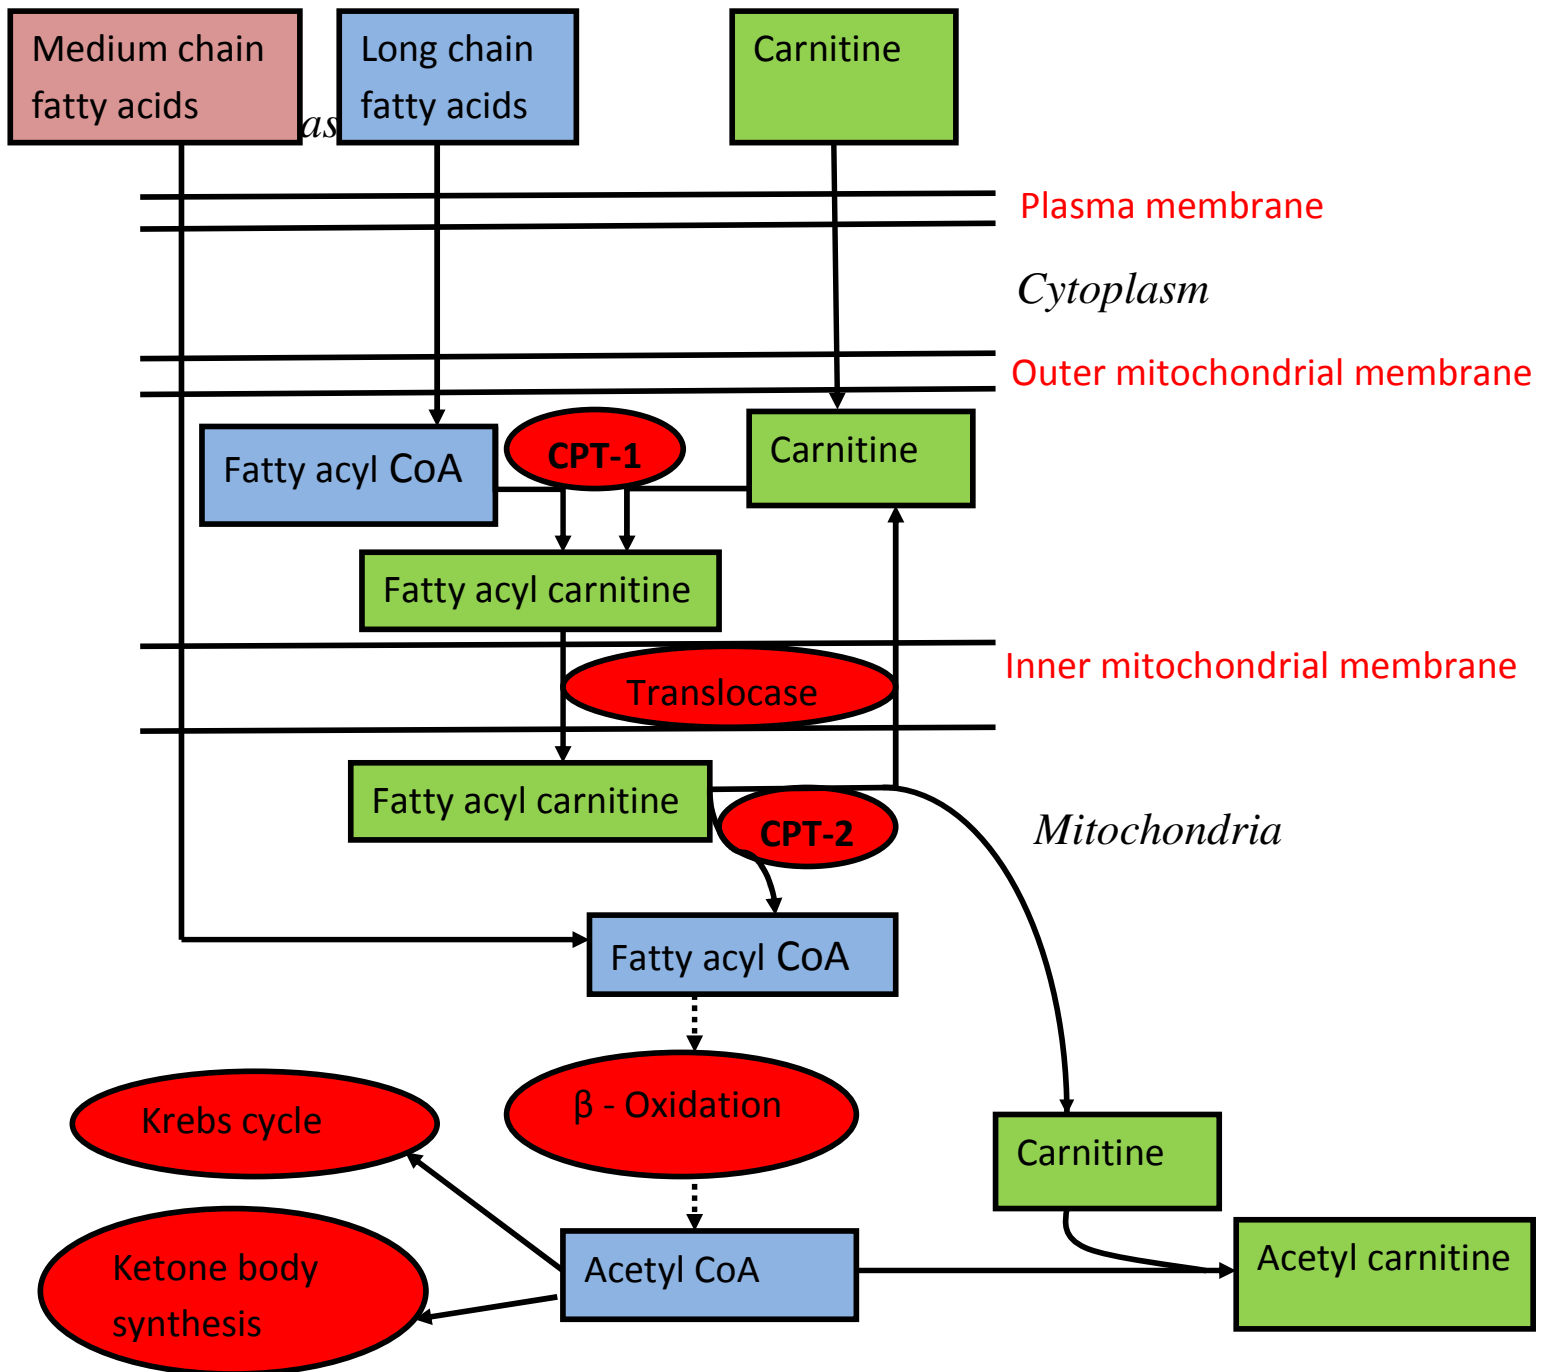 Medium chain
fatty acids
Long chain
fatty acids
Carnitine
Plasma membrane
Cytoplasm
Outer mitochondrial membrane
Fatty acyl CoA
CPT-1
Carnitine
Fatty acyl carnitine
Inner mitochondrial membrane
Translocase
Fatty acyl carnitine
CPT-2
Mitochondria
Fatty acyl CoA
β - Oxidation
Krebs cycle
Carnitine
Ketone body
synthesis
Acetyl CoA
Acetyl carnitine